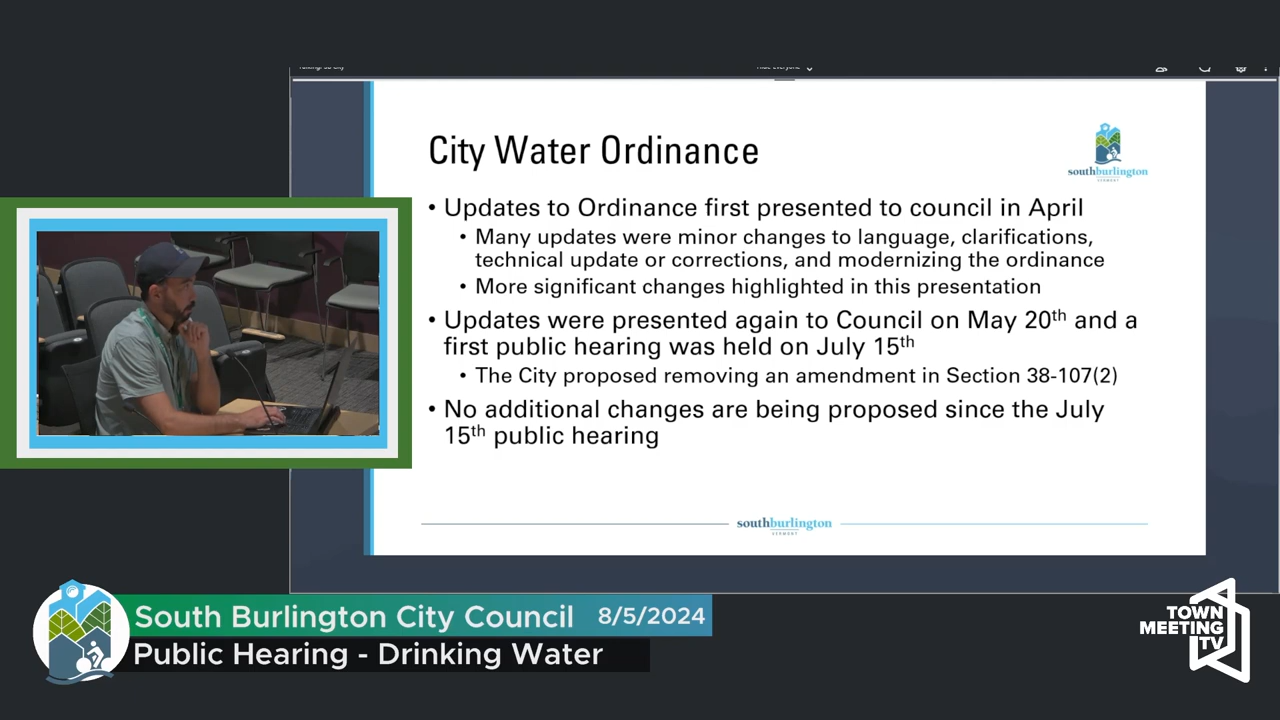 City Water Ordinance
southburlington
VERMONT
• Updates to Ordinance first presented to council in April
• Many updates were minor changes to language, clarifications,
technical update or corrections, and modernizing the ordinance
• More significant changes highlighted in this presentation
• Updates were presented again to Council on May 20th and a
first public hearing was held on July 15th
• The City proposed removing an amendment in Section 38-107(2)
• No additional changes are being proposed since the July
15th public hearing
southburlington
VERMONT
South Burlington City Council 8/5/2024
Public Hearing - Drinking Water
TOWN
MEETING
TV